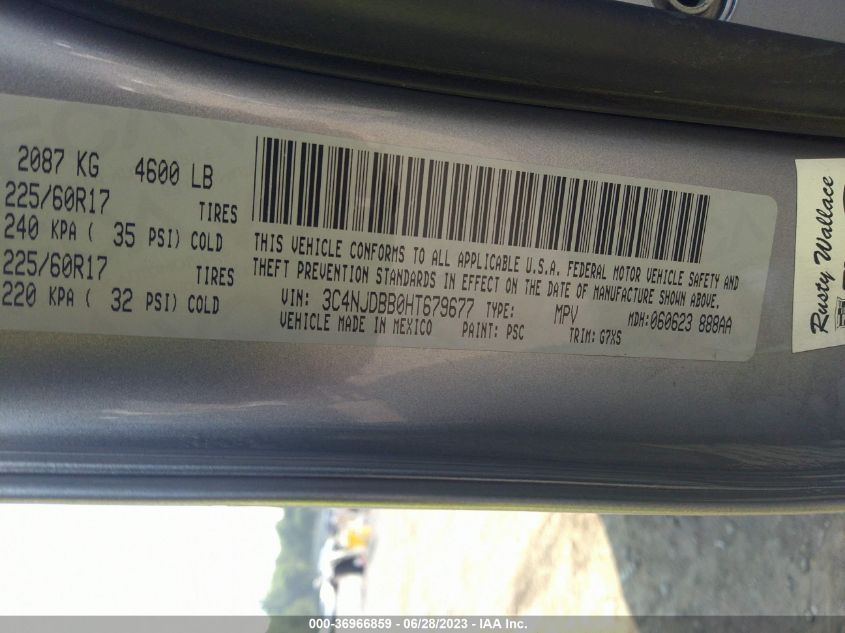 2087 KG 4600 LB
225/60R17 TIRES
240 KPA ( 35 PSI) COLD
225/60R17 TIRES
220 KPA ( 32 PSI) COLD
THIS VEHICLE CONFORMS TO ALL APPLICABLE U.S.A. FEDERAL MOTOR VEHICLE SAFETY AND
THEFT PREVENTION STANDARDS IN EFFECT ON THE DATE OF MANUFACTURE SHOWN ABOVE.
VIN: 3C4NJDBB0HT679677 TYPE: MPV MDH:060623 888AA
VEHICLE MADE IN MEXICO PAINT: PSC TRIM: G7X5
Rusty Wallace
000-36966859 / 06/28/2023 / IAA Inc.